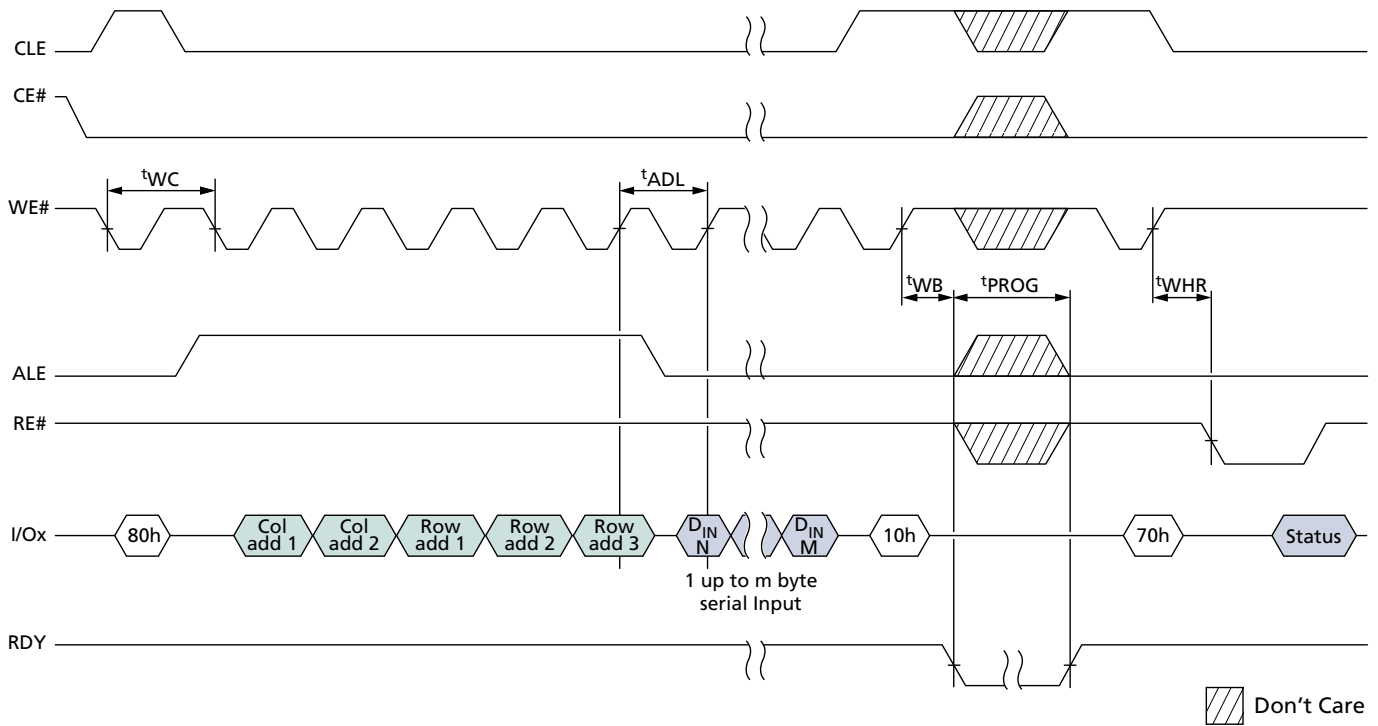 CLE
CE#
tWC
tADL
WE#
tWB
tPROG
tWHR
ALE
RE#
I/Ox
80h
Col
add 1
Col
add 2
Row
add 1
Row
add 2
Row
add 3
DIN
N
DIN
M
10h
70h
Status
1 up to m byte
serial Input
RDY
Don't Care